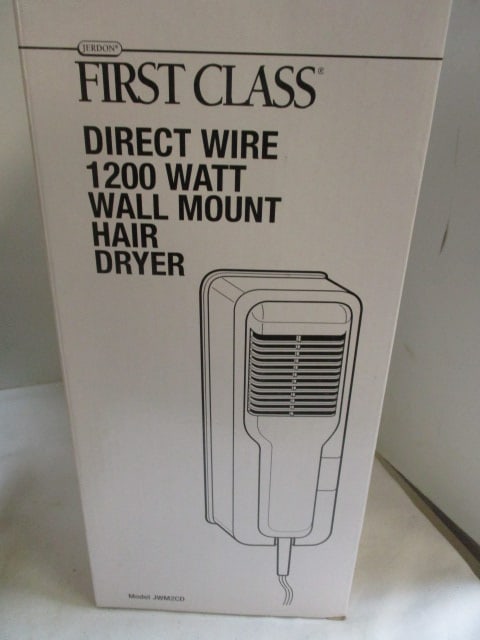 JERDON®
FIRST CLASS®
DIRECT WIRE
1200 WATT
WALL MOUNT
HAIR
DRYER
Model JWM2CD